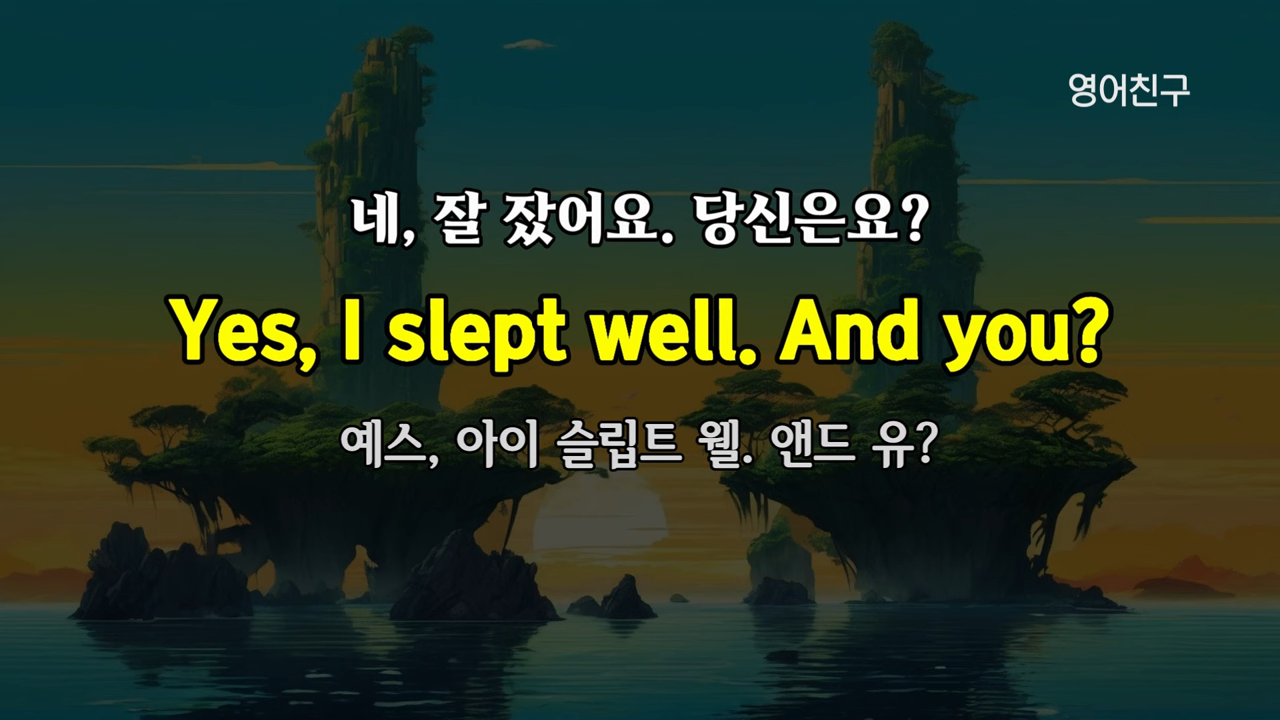 영어친구
네, 잘 잤어요. 당신은요?
Yes, I slept well. And you?
예스, 아이 슬립트 웰. 앤드 유?